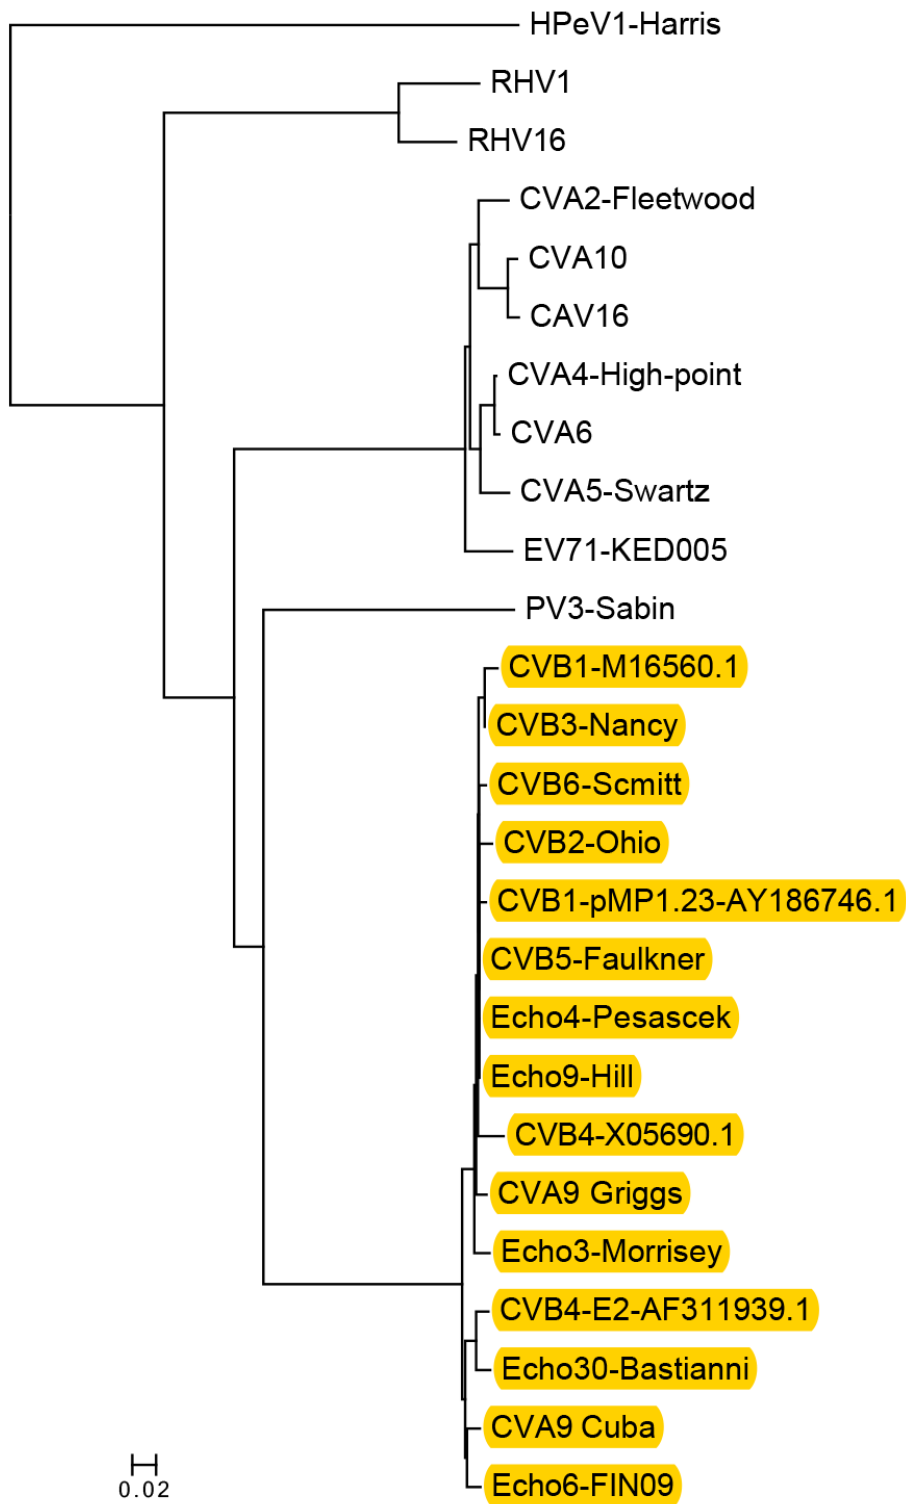 HPeV1-Harris
RHV1
RHV16
CVA2-Fleetwood
CVA10
CAV16
CVA4-High-point
CVA6
CVA5-Swartz
EV71-KED005
PV3-Sabin
CVB1-M16560.1
CVB3-Nancy
CVB6-Scmitt
CVB2-Ohio
CVB1-pMP1.23-AY186746.1
CVB5-Faulkner
Echo4-Pesascek
Echo9-Hill
CVB4-X05690.1
CVA9 Griggs
Echo3-Morrisey
CVB4-E2-AF311939.1
Echo30-Bastianni
CVA9 Cuba
Echo6-FIN09
0.02